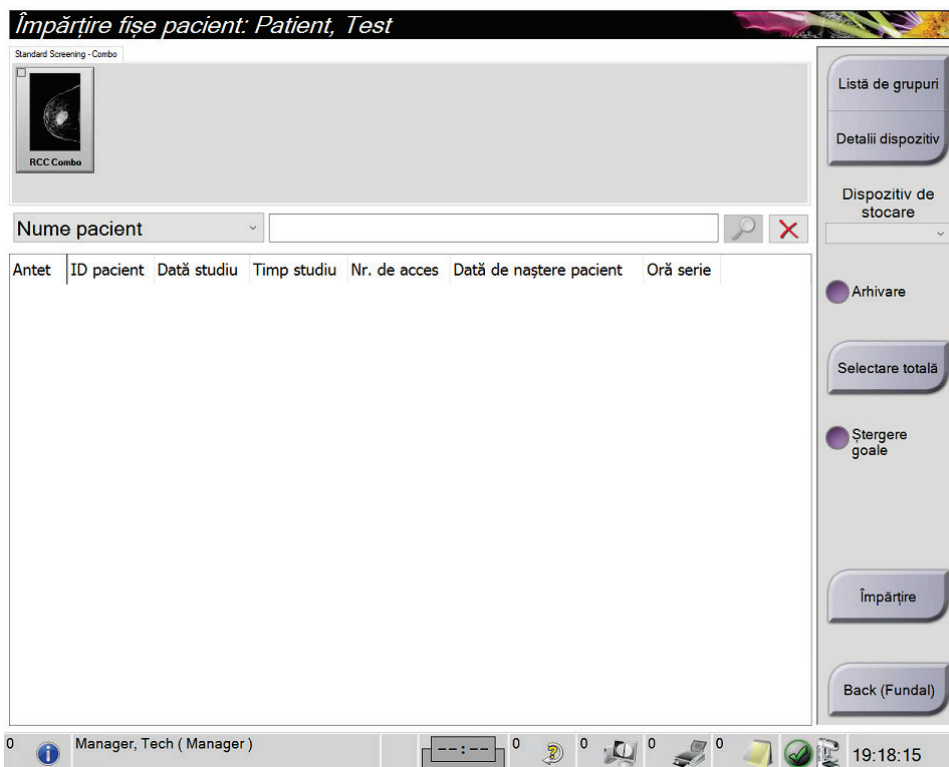 Împărțire fișe pacient: Patient, Test
Standard Screening - Combo
RCC Combo
Nume pacient
Antet ID pacient Dată studiu Timp studiu Nr. de acces Dată de naștere pacient Oră serie
Listă de grupuri
Detalii dispozitiv
Dispozitiv de
stocare
Arhivare
Selectare totală
Ștergere
goale
Împărțire
Back (Fundal)
0 Manager, Tech ( Manager ) --:-- 0 0 0 0 19:18:15